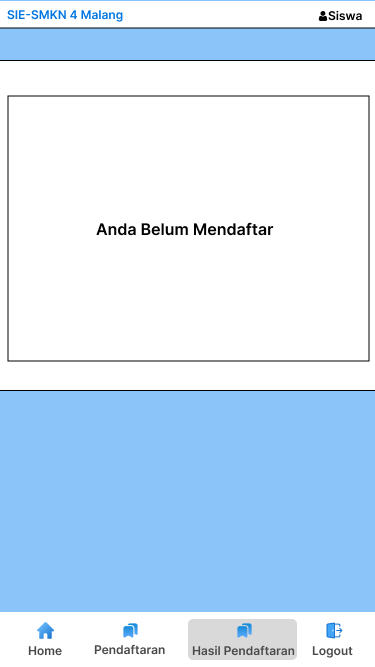 SIE-SMKN 4 Malang
Siswa
Anda Belum Mendaftar
Home
Pendaftaran
Hasil Pendaftaran
Logout